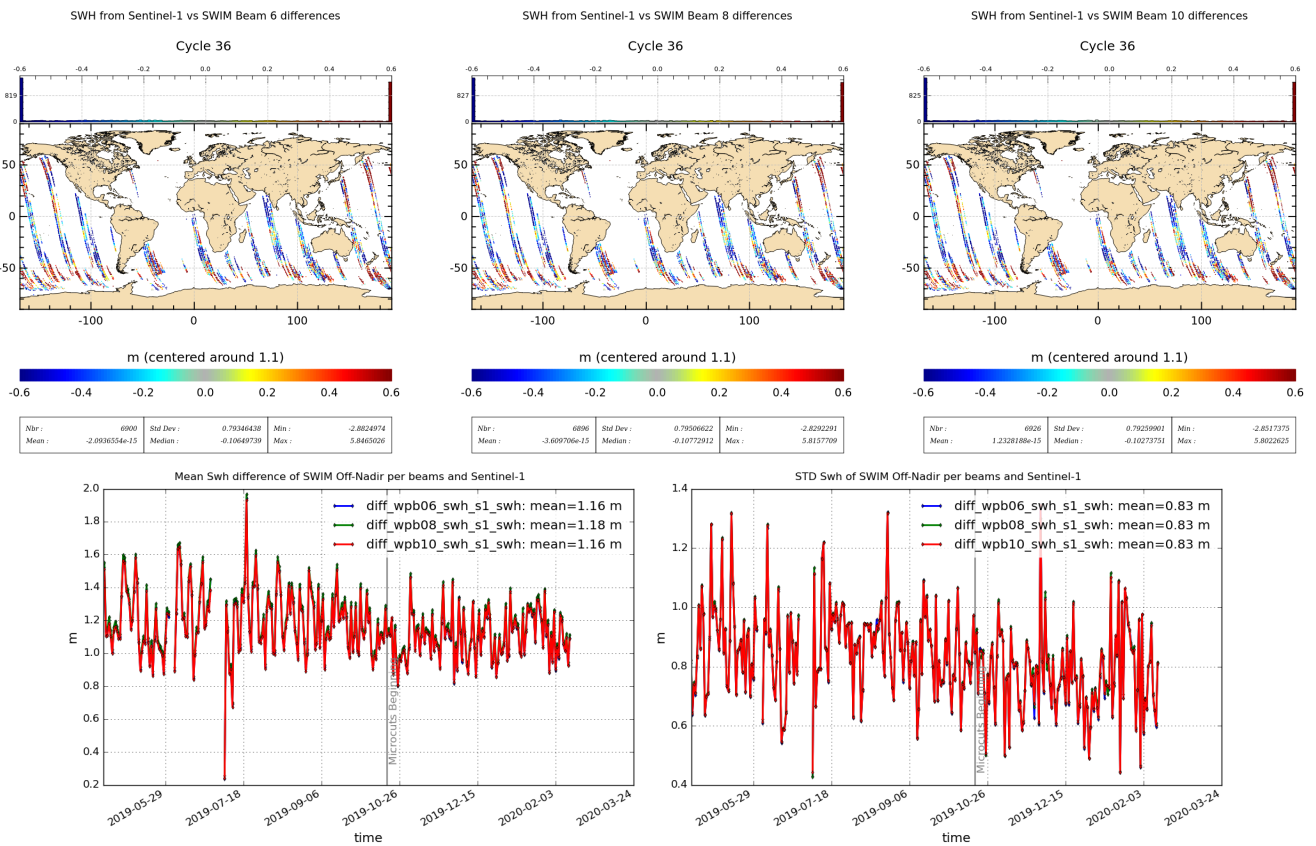 SWH from Sentinel-1 vs SWIM Beam 6 differences
Cycle 36
-0.6 -0.4 -0.2 0.0 0.2 0.4 0.6
819
0
50
0
-50
-100 0 100
m (centered around 1.1)
-0.6 -0.4 -0.2 0.0 0.2 0.4 0.6
Nbr : 6900 Std Dev : 0.79346438 Min : -2.8824974
Mean : -2.0936554e-15 Median : -0.10649739 Max : 5.8465026
SWH from Sentinel-1 vs SWIM Beam 8 differences
Cycle 36
-0.6 -0.4 -0.2 0.0 0.2 0.4 0.6
827
0
50
0
-50
-100 0 100
m (centered around 1.1)
-0.6 -0.4 -0.2 0.0 0.2 0.4 0.6
Nbr : 6896 Std Dev : 0.79506622 Min : -2.8292291
Mean : -3.609706e-15 Median : -0.10772912 Max : 5.8157709
SWH from Sentinel-1 vs SWIM Beam 10 differences
Cycle 36
-0.6 -0.4 -0.2 0.0 0.2 0.4 0.6
825
0
50
0
-50
-100 0 100
m (centered around 1.1)
-0.6 -0.4 -0.2 0.0 0.2 0.4 0.6
Nbr : 6926 Std Dev : 0.79259901 Min : -2.8517375
Mean : 1.2328188e-15 Median : -0.10273751 Max : 5.8022625
Mean Swh difference of SWIM Off-Nadir per beams and Sentinel-1
diff_wpb06_swh_s1_swh: mean=1.16 m
diff_wpb08_swh_s1_swh: mean=1.18 m
diff_wpb10_swh_s1_swh: mean=1.16 m
2.0
1.8
1.6
1.4
1.2
1.0
0.8
0.6
0.4
0.2
m
Microcuts Begin
2019-05-29 2019-07-18 2019-09-06 2019-10-26 2019-12-15 2020-02-03 2020-03-24
time
STD Swh of SWIM Off-Nadir per beams and Sentinel-1
diff_wpb06_swh_s1_swh: mean=0.83 m
diff_wpb08_swh_s1_swh: mean=0.83 m
diff_wpb10_swh_s1_swh: mean=0.83 m
1.4
1.2
1.0
0.8
0.6
0.4
m
Microcuts Begin
2019-05-29 2019-07-18 2019-09-06 2019-10-26 2019-12-15 2020-02-03 2020-03-24
time